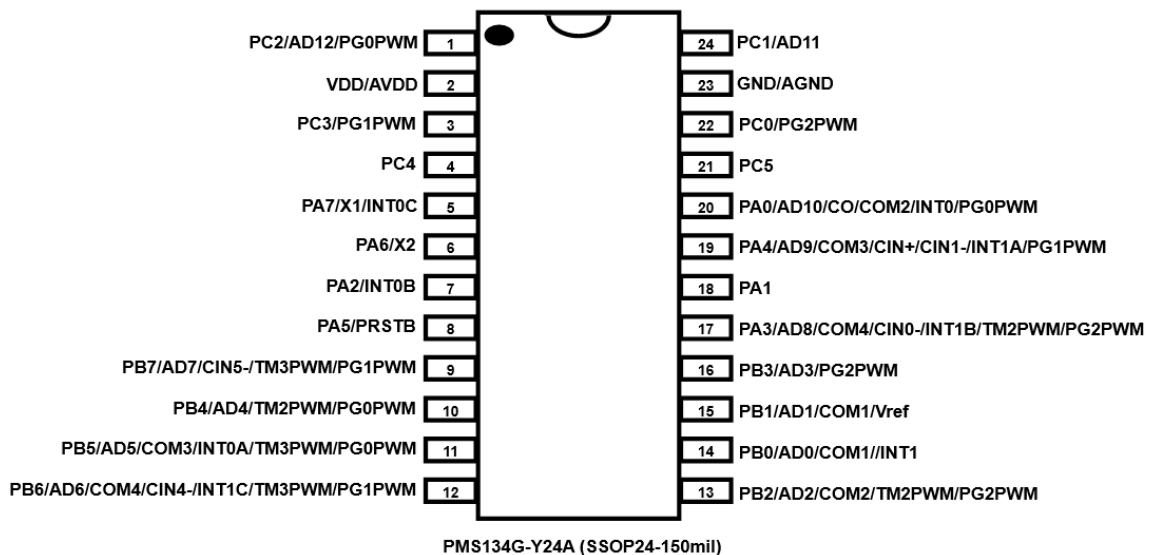 PC2/AD12/PG0PWM 1 24 PC1/AD11
VDD/AVDD 2 23 GND/AGND
PC3/PG1PWM 3 22 PC0/PG2PWM
PC4 4 21 PC5
PA7/X1/INT0C 5 20 PA0/AD10/CO/COM2/INT0/PG0PWM
PA6/X2 6 19 PA4/AD9/COM3/CIN+/CIN1-/INT1A/PG1PWM
PA2/INT0B 7 18 PA1
PA5/PRSTB 8 17 PA3/AD8/COM4/CIN0-/INT1B/TM2PWM/PG2PWM
PB7/AD7/CIN5-/TM3PWM/PG1PWM 9 16 PB3/AD3/PG2PWM
PB4/AD4/TM2PWM/PG0PWM 10 15 PB1/AD1/COM1/Vref
PB5/AD5/COM3/INT0A/TM3PWM/PG0PWM 11 14 PB0/AD0/COM1//INT1
PB6/AD6/COM4/CIN4-/INT1C/TM3PWM/PG1PWM 12 13 PB2/AD2/COM2/TM2PWM/PG2PWM
PMS134G-Y24A (SSOP24-150mil)